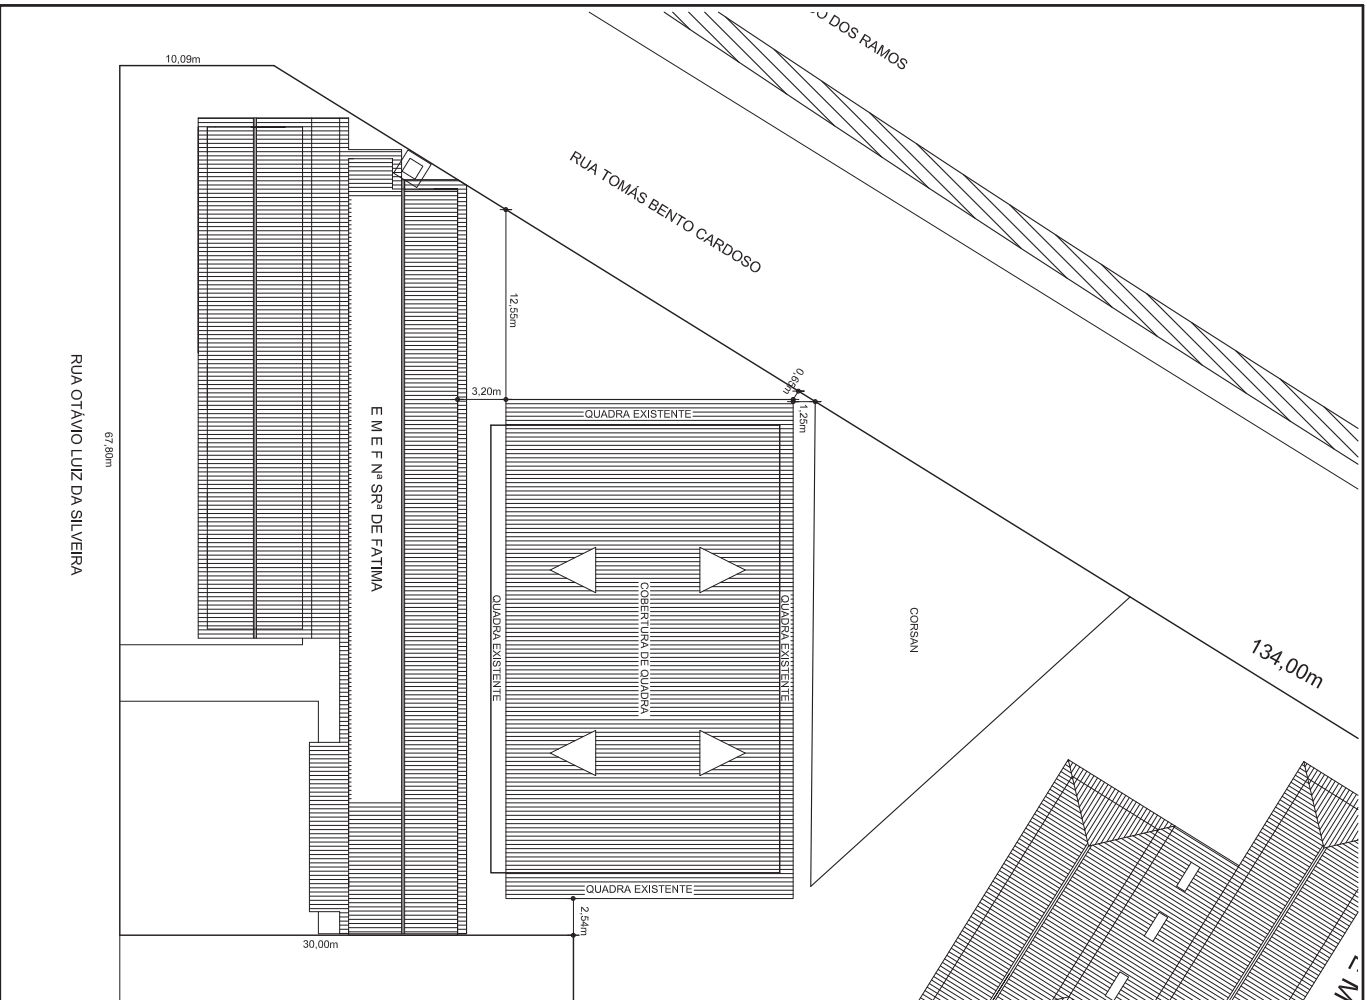 DOS RAMOS
10,09m
RUA TOMÁS BENTO CARDOSO
12,55m
RUA OTÁVIO LUIZ DA SILVEIRA
67,80m
E M E F Nª SRª DE FATIMA
3,20m
1,25m
QUADRA EXISTENTE
QUADRA EXISTENTE
COBERTURA DE QUADRA
QUADRA EXISTENTE
CORSAN
134,00m
QUADRA EXISTENTE
2,54m
30,00m